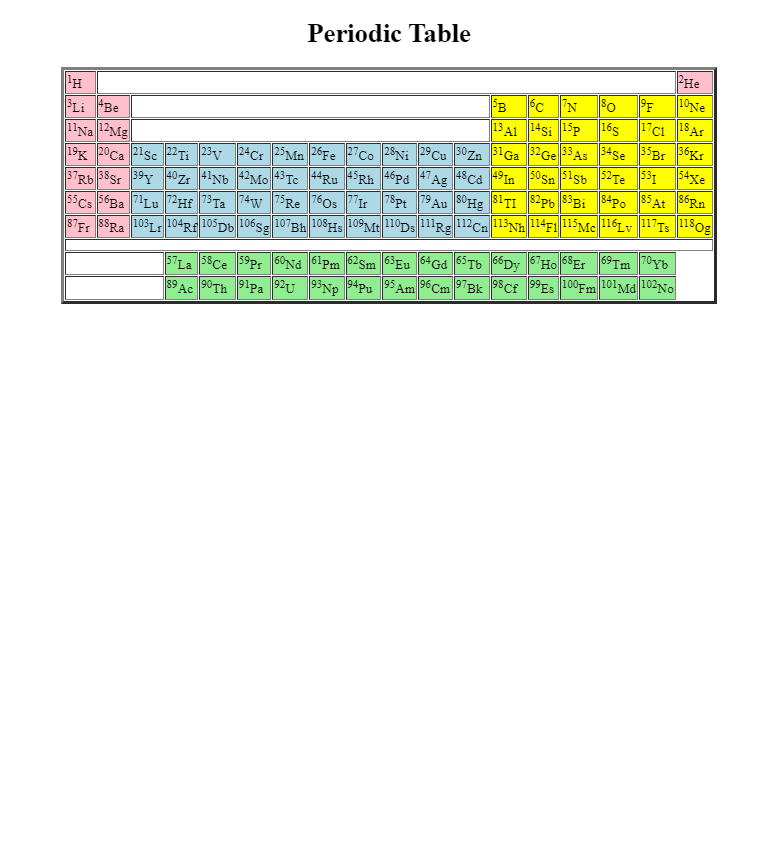 Periodic Table
¹H ²He
³Li ⁴Be ⁵B ⁶C ⁷N ⁸O ⁹F ¹⁰Ne
¹¹Na ¹²Mg ¹³Al ¹⁴Si ¹⁵P ¹⁶S ¹⁷Cl ¹⁸Ar
¹⁹K ²⁰Ca ²¹Sc ²²Ti ²³V ²⁴Cr ²⁵Mn ²⁶Fe ²⁷Co ²⁸Ni ²⁹Cu ³⁰Zn ³¹Ga ³²Ge ³³As ³⁴Se ³⁵Br ³⁶Kr
³⁷Rb ³⁸Sr ³⁹Y ⁴⁰Zr ⁴¹Nb ⁴²Mo ⁴³Tc ⁴⁴Ru ⁴⁵Rh ⁴⁶Pd ⁴⁷Ag ⁴⁸Cd ⁴⁹In ⁵⁰Sn ⁵¹Sb ⁵²Te ⁵³I ⁵⁴Xe
⁵⁵Cs ⁵⁶Ba ⁷¹Lu ⁷²Hf ⁷³Ta ⁷⁴W ⁷⁵Re ⁷⁶Os ⁷⁷Ir ⁷⁸Pt ⁷⁹Au ⁸⁰Hg ⁸¹TI ⁸²Pb ⁸³Bi ⁸⁴Po ⁸⁵At ⁸⁶Rn
⁸⁷Fr ⁸⁸Ra ¹⁰³Lr ¹⁰⁴Rf ¹⁰⁵Db ¹⁰⁶Sg ¹⁰⁷Bh ¹⁰⁸Hs ¹⁰⁹Mt ¹¹⁰Ds ¹¹¹Rg ¹¹²Cn ¹¹³Nh ¹¹⁴Fl ¹¹⁵Mc ¹¹⁶Lv ¹¹⁷Ts ¹¹⁸Og
⁵⁷La ⁵⁸Ce ⁵⁹Pr ⁶⁰Nd ⁶¹Pm ⁶²Sm ⁶³Eu ⁶⁴Gd ⁶⁵Tb ⁶⁶Dy ⁶⁷Ho ⁶⁸Er ⁶⁹Tm ⁷⁰Yb
⁸⁹Ac ⁹⁰Th ⁹¹Pa ⁹²U ⁹³Np ⁹⁴Pu ⁹⁵Am ⁹⁶Cm ⁹⁷Bk ⁹⁸Cf ⁹⁹Es ¹⁰⁰Fm ¹⁰¹Md ¹⁰²No